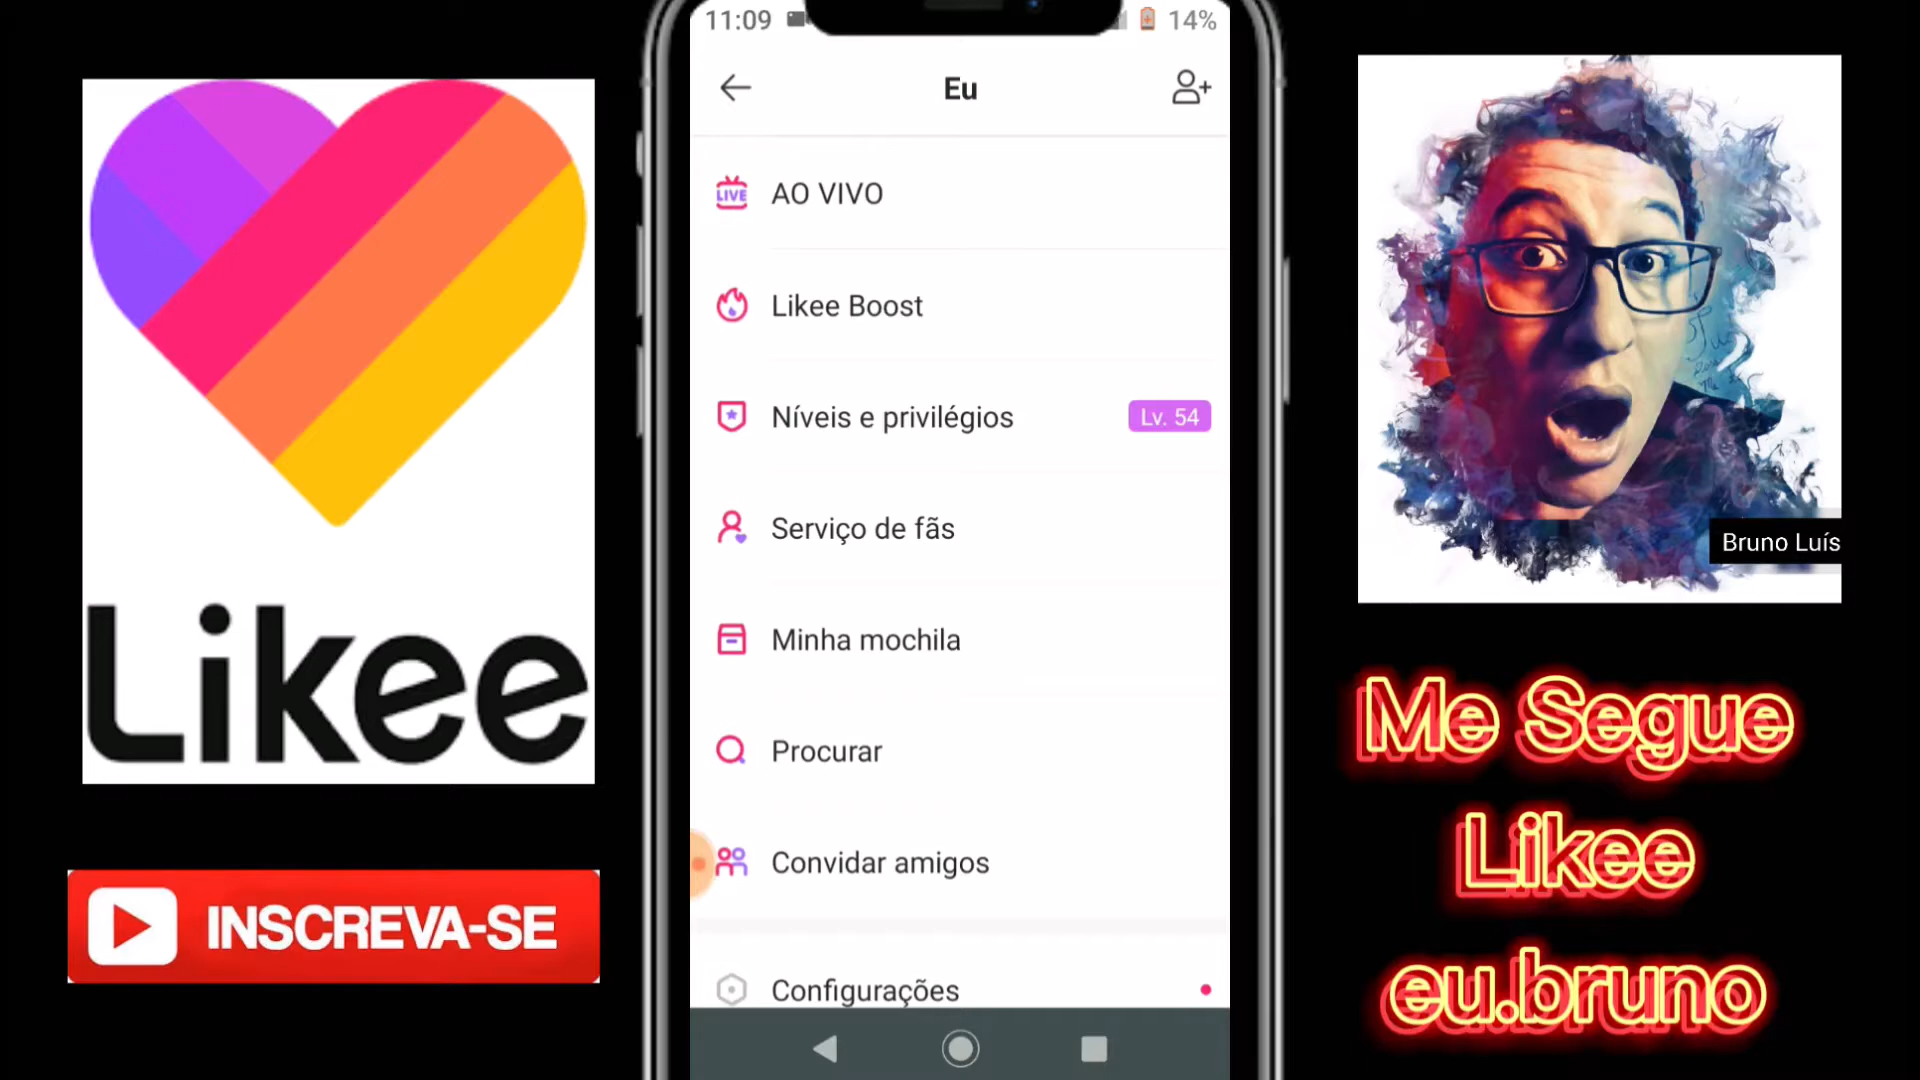 Likee
INSCREVA-SE
11:09
14%
Eu
LIVE
AO VIVO
Likee Boost
Níveis e privilégios
Lv. 54
Serviço de fãs
Minha mochila
Procurar
Convidar amigos
Configurações
Bruno Luís
Me Segue
Likee
eu.bruno